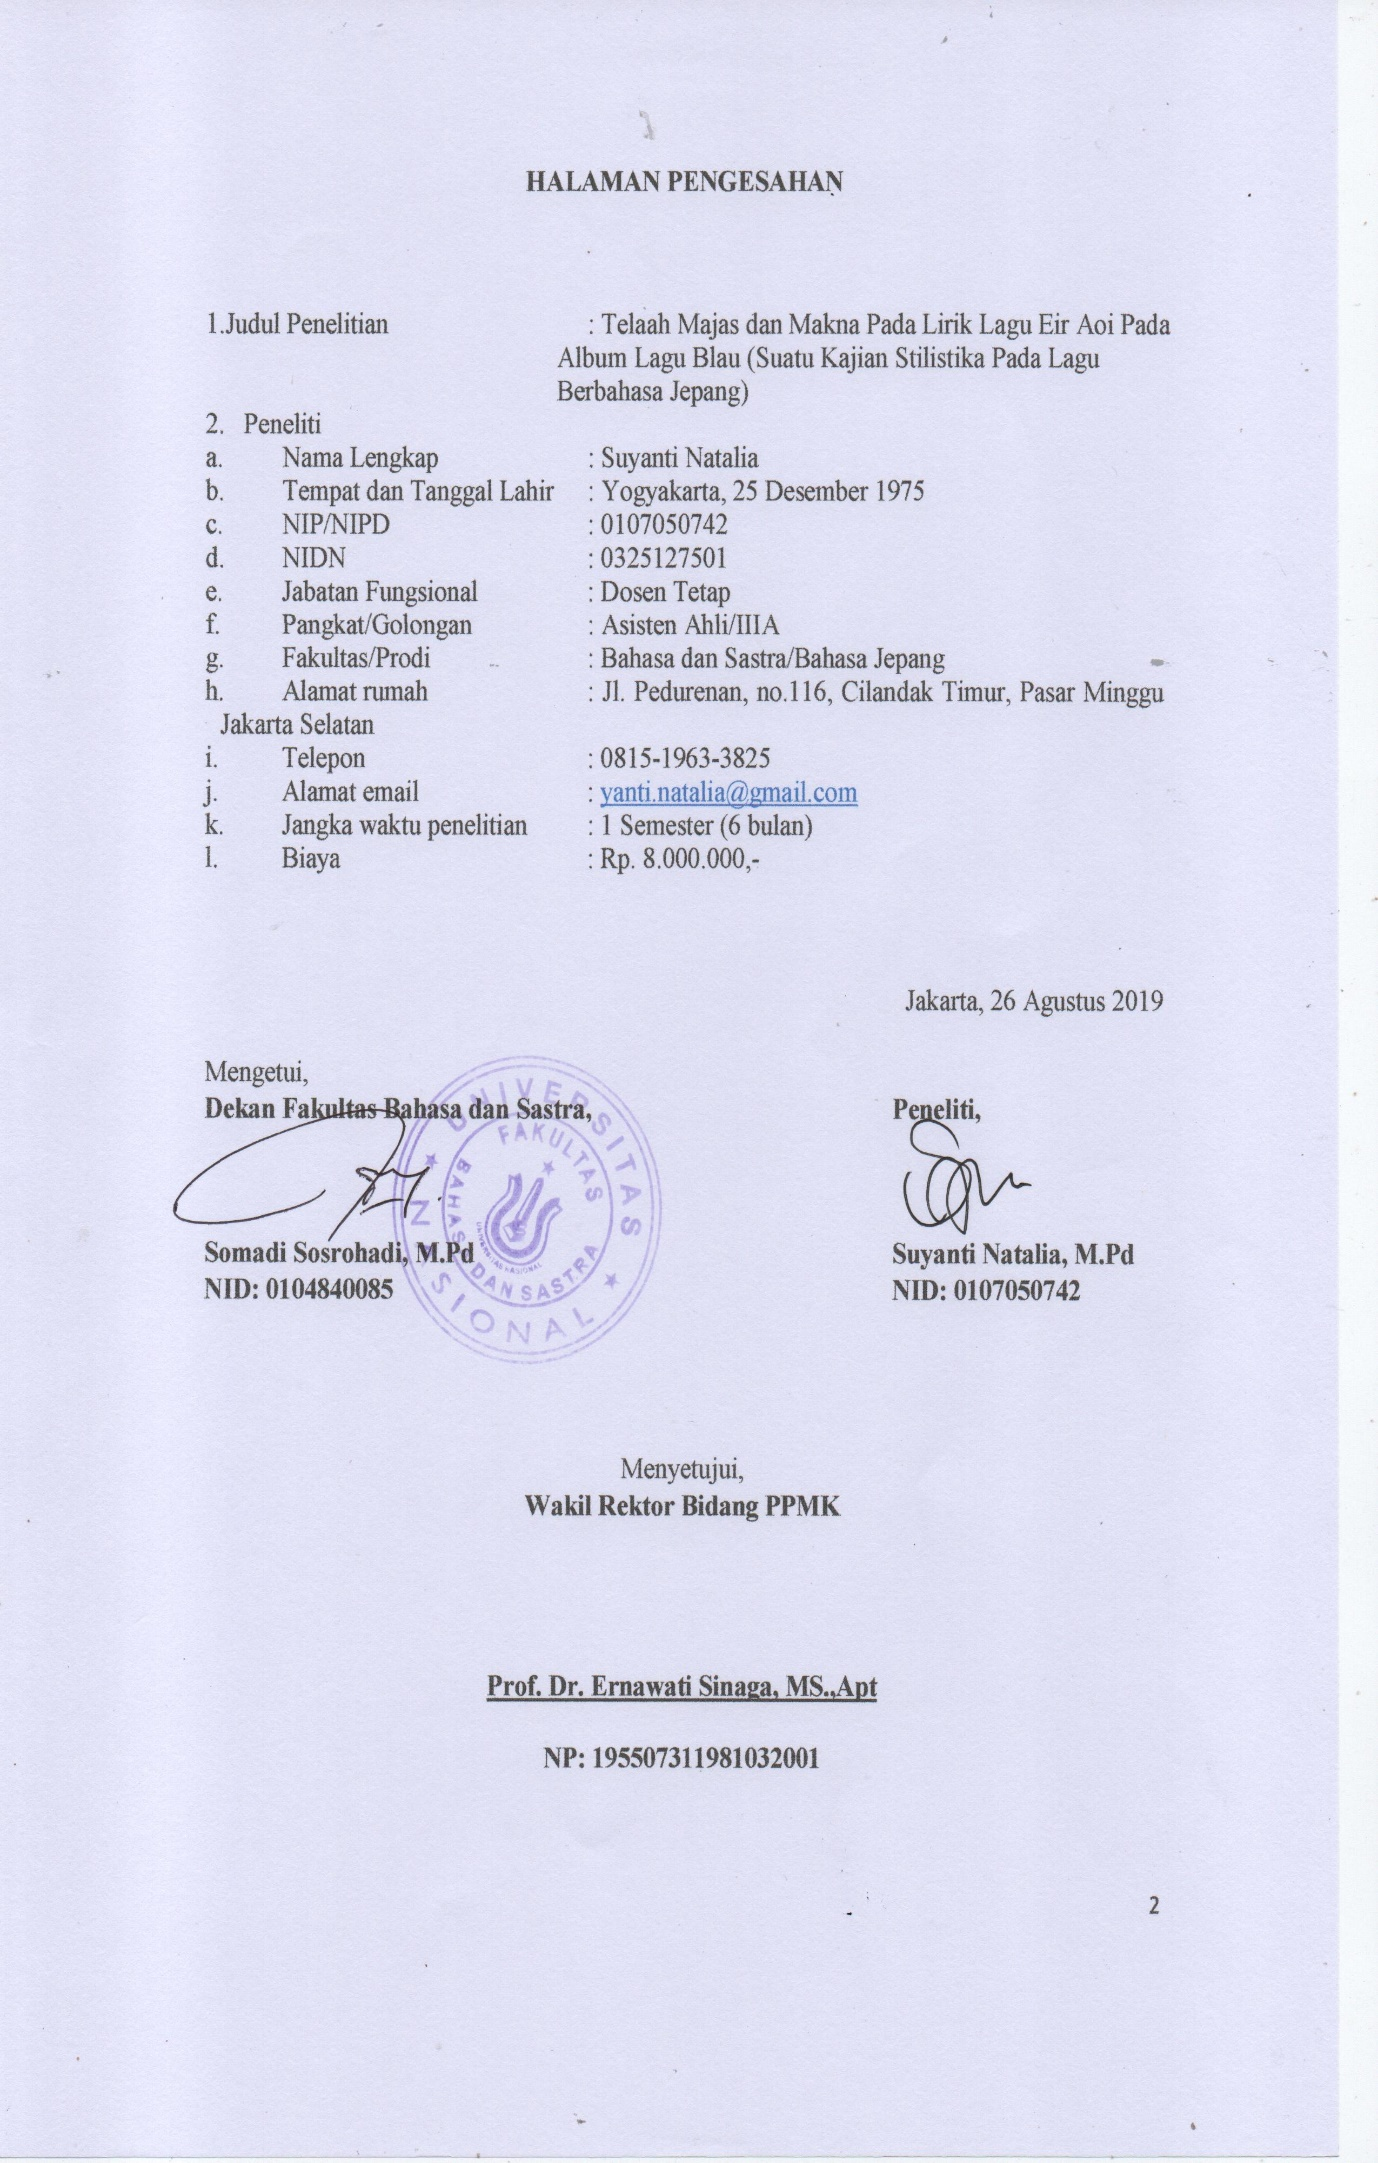 HALAMAN PENGESAHAN
1.Judul Penelitian : Telaah Majas dan Makna Pada Lirik Lagu Eir Aoi Pada
Album Lagu Blau (Suatu Kajian Stilistika Pada Lagu
Berbahasa Jepang)
2. Peneliti
a. Nama Lengkap : Suyanti Natalia
b. Tempat dan Tanggal Lahir : Yogyakarta, 25 Desember 1975
c. NIP/NIPD : 0107050742
d. NIDN : 0325127501
e. Jabatan Fungsional : Dosen Tetap
f. Pangkat/Golongan : Asisten Ahli/IIIA
g. Fakultas/Prodi : Bahasa dan Sastra/Bahasa Jepang
h. Alamat rumah : Jl. Pedurenan, no.116, Cilandak Timur, Pasar Minggu
Jakarta Selatan
i. Telepon : 0815-1963-3825
j. Alamat email : yanti.natalia@gmail.com
k. Jangka waktu penelitian : 1 Semester (6 bulan)
l. Biaya : Rp. 8.000.000,-
Jakarta, 26 Agustus 2019
Mengetui,
Dekan Fakultas Bahasa dan Sastra, Peneliti,
UNIVERSITAS NASIONAL
FAKULTAS BAHASA DAN SASTRA
UNIVERSITAS NASIONAL
Somadi Sosrohadi, M.Pd Suyanti Natalia, M.Pd
NID: 0104840085 NID: 0107050742
Menyetujui,
Wakil Rektor Bidang PPMK
Prof. Dr. Ernawati Sinaga, MS.,Apt
NP: 195507311981032001
2